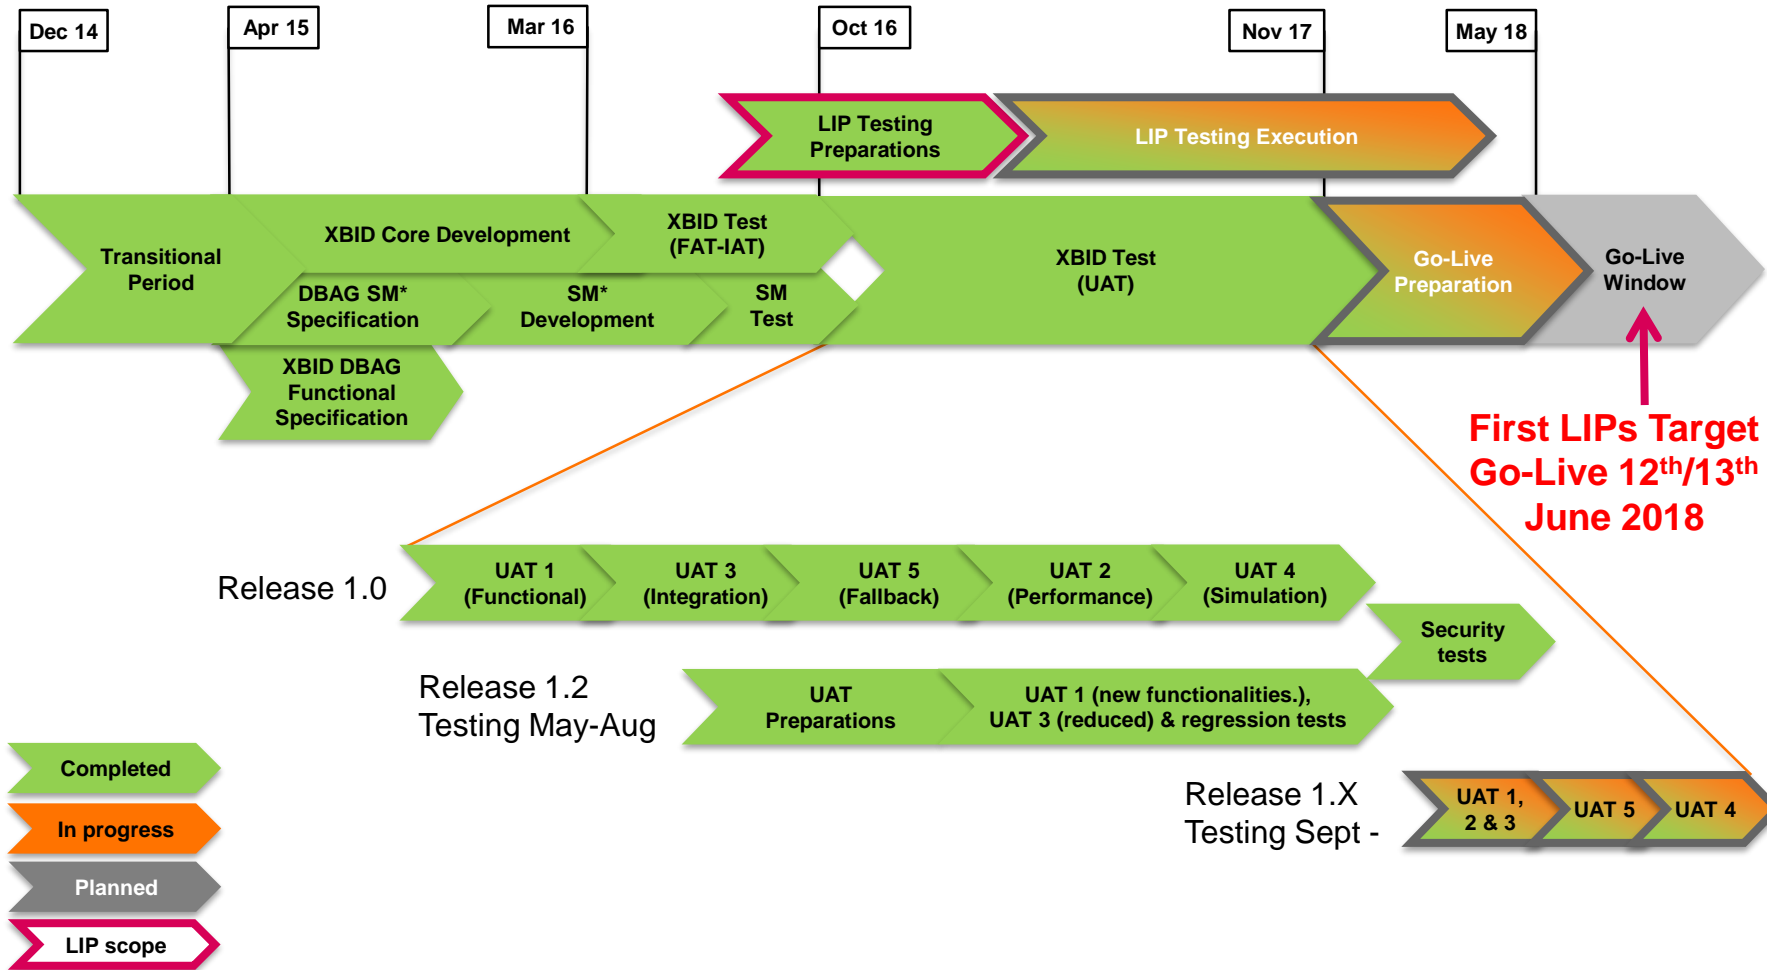 Dec 14
Apr 15
Mar 16
Oct 16
Nov 17
May 18
LIP Testing
Preparations
LIP Testing Execution
Transitional
Period
XBID Core Development
XBID Test
(FAT-IAT)
DBAG SM*
Specification
SM*
Development
SM
Test
XBID DBAG
Functional
Specification
XBID Test
(UAT)
Go-Live
Preparation
Go-Live
Window
First LIPs Target
Go-Live 12th/13th
June 2018
Release 1.0
UAT 1
(Functional)
UAT 3
(Integration)
UAT 5
(Fallback)
UAT 2
(Performance)
UAT 4
(Simulation)
Security
tests
Release 1.2
Testing May-Aug
UAT
Preparations
UAT 1 (new functionalities.),
UAT 3 (reduced) & regression tests
Release 1.X
Testing Sept -
UAT 1,
2 & 3
UAT 5
UAT 4
Completed
In progress
Planned
LIP scope